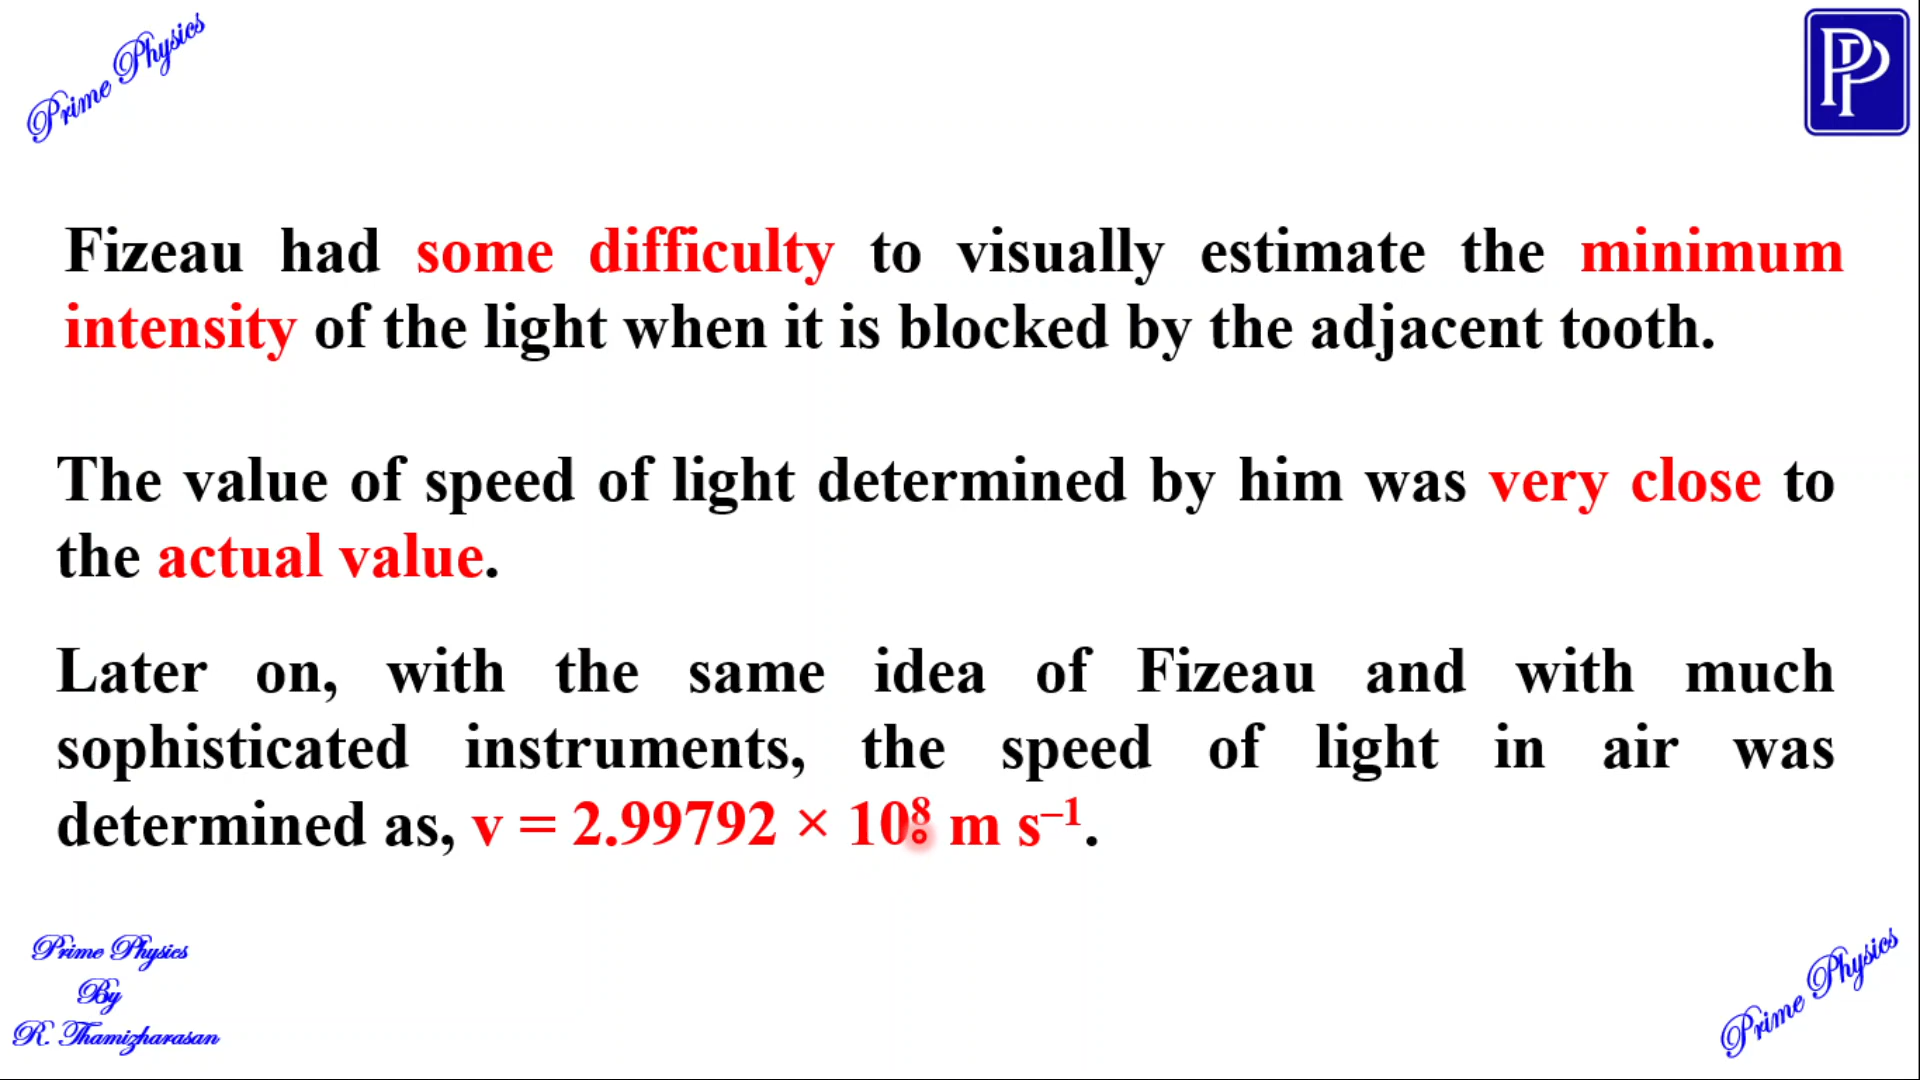 Prime Physics
PP
Fizeau had some difficulty to visually estimate the minimum
intensity of the light when it is blocked by the adjacent tooth.
The value of speed of light determined by him was very close to
the actual value.
Later on, with the same idea of Fizeau and with much
sophisticated instruments, the speed of light in air was
determined as, v = 2.99792 × 10⁸ m s⁻¹.
Prime Physics
By
R. Thamizharasan
Prime Physics